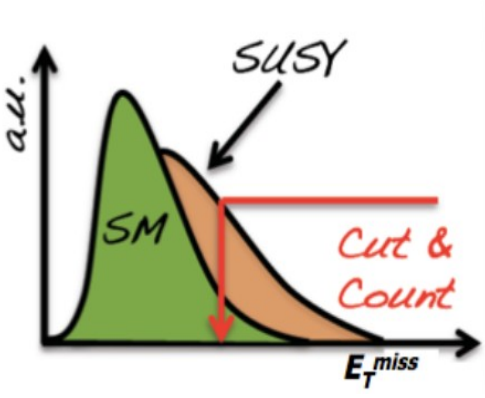 SUSY
a.u.
SM
Cut &
Count
E_T^miss